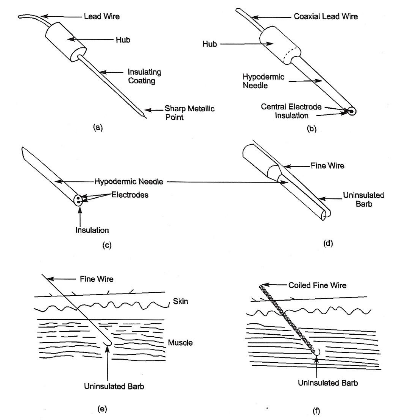 Lead Wire
Hub
Insulating
Coating
Sharp Metallic
Point
(a)
Coaxial Lead Wire
Hub
Hypodermic
Needle
Central Electrode
Insulation
(b)
Hypodermic Needle
Electrodes
Insulation
(c)
Fine Wire
Uninsulated
Barb
(d)
Fine Wire
Skin
Muscle
Uninsulated Barb
(e)
Coiled Fine Wire
Uninsulated Barb
(f)